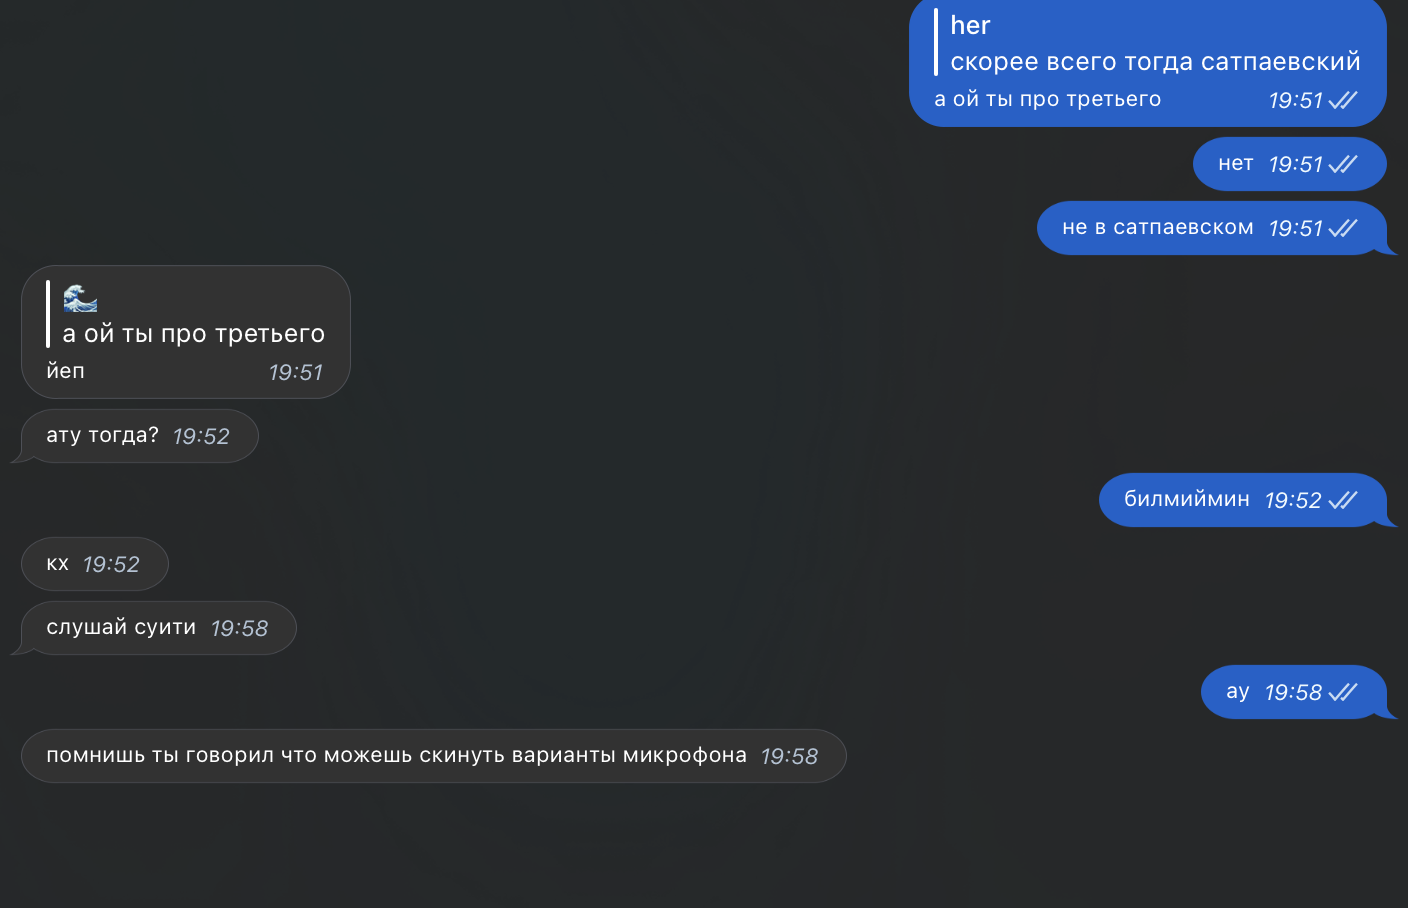 her
скорее всего тогда сатпаевский
а ой ты про третьего 19:51
нет 19:51
не в сатпаевском 19:51
🌊
а ой ты про третьего
йеп 19:51
ату тогда? 19:52
билмиймин 19:52
кх 19:52
слушай суити 19:58
ау 19:58
помнишь ты говорил что можешь скинуть варианты микрофона 19:58